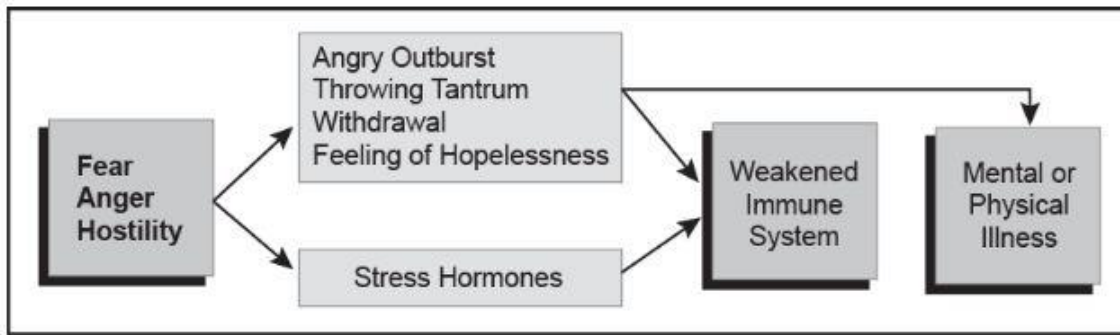 Fear
Anger
Hostility
Angry Outburst
Throwing Tantrum
Withdrawal
Feeling of Hopelessness
Stress Hormones
Weakened
Immune
System
Mental or
Physical
Illness